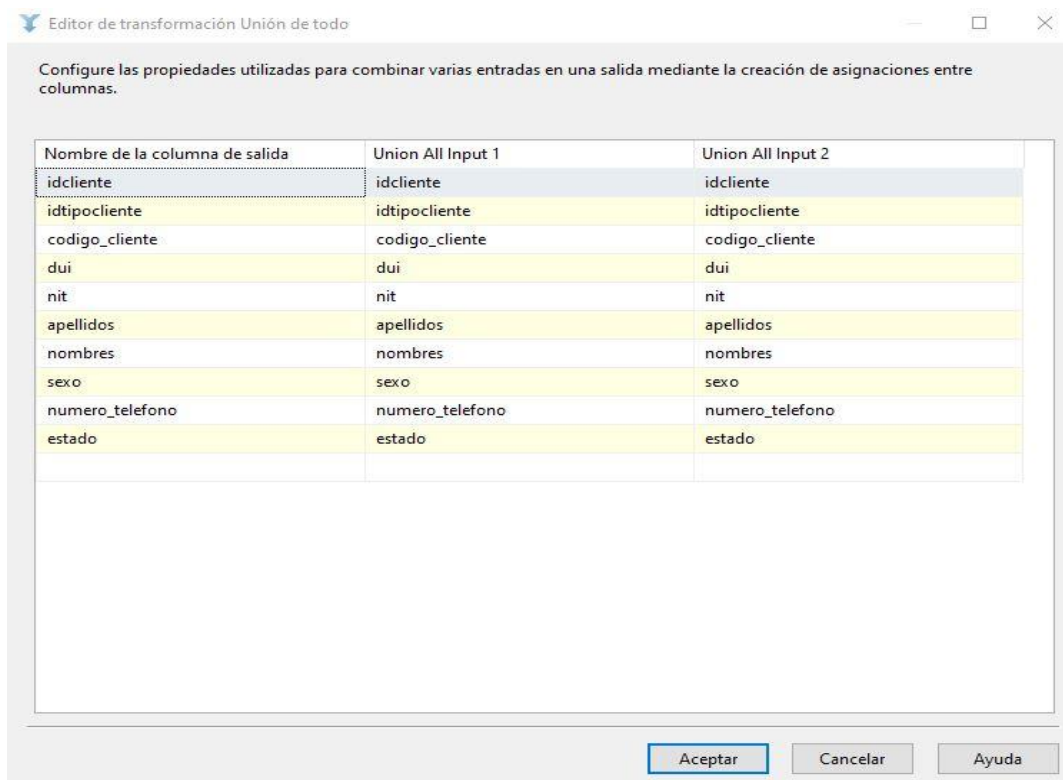 Editor de transformación Unión de todo
Configure las propiedades utilizadas para combinar varias entradas en una salida mediante la creación de asignaciones entre
columnas.
Nombre de la columna de salida Union All Input 1 Union All Input 2
idcliente idcliente idcliente
idtipocliente idtipocliente idtipocliente
codigo_cliente codigo_cliente codigo_cliente
dui dui dui
nit nit nit
apellidos apellidos apellidos
nombres nombres nombres
sexo sexo sexo
numero_telefono numero_telefono numero_telefono
estado estado estado
Aceptar Cancelar Ayuda